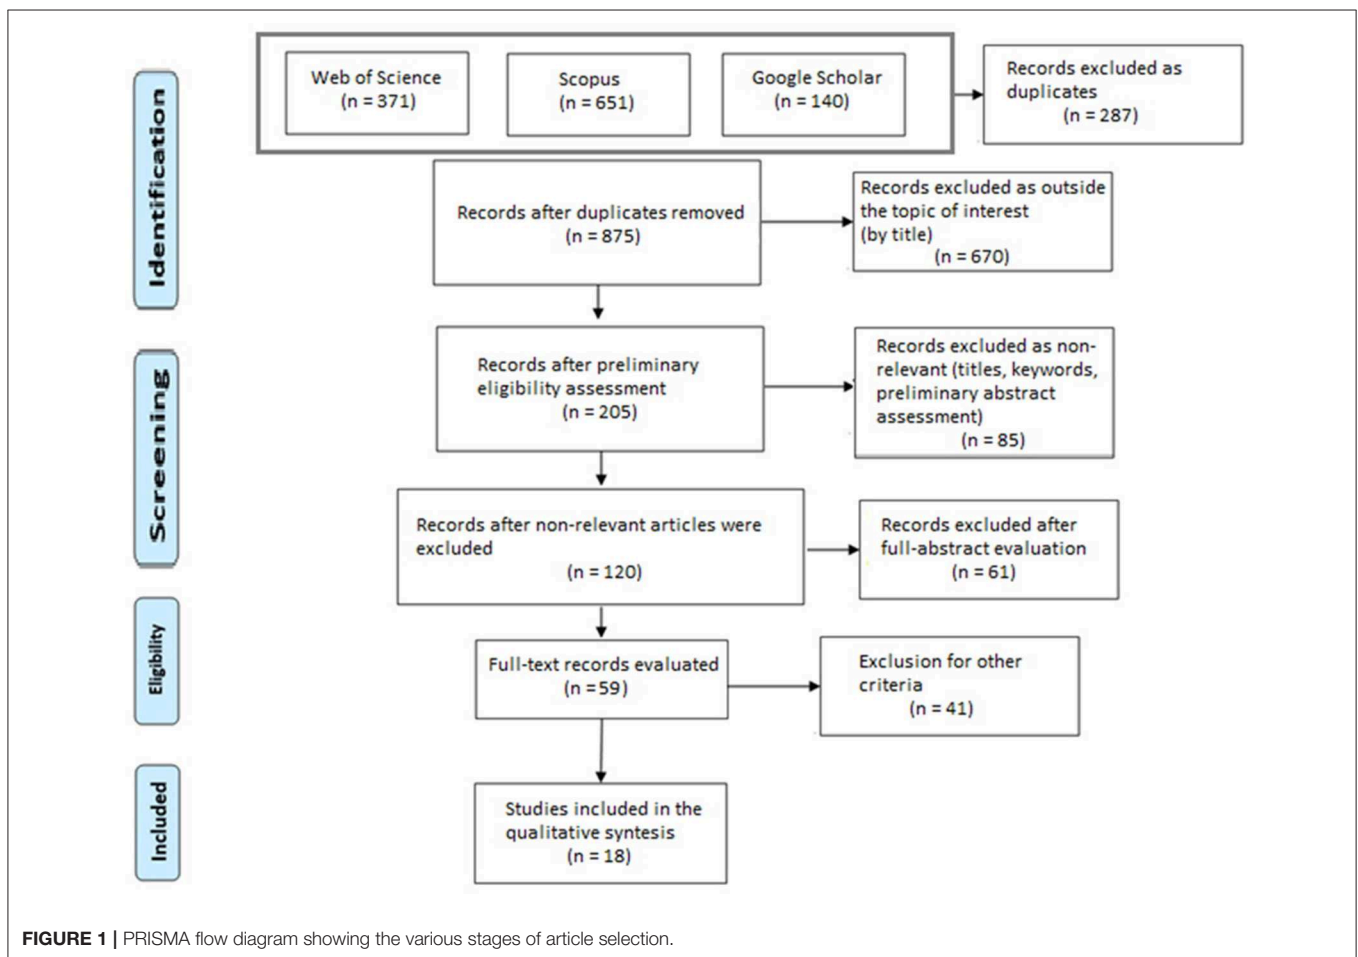 Identification
Web of Science
(n = 371)
Scopus
(n = 651)
Google Scholar
(n = 140)
Records excluded as
duplicates
(n = 287)
Records after duplicates removed
(n = 875)
Records excluded as outside
the topic of interest
(by title)
(n = 670)
Screening
Records after preliminary
eligibility assessment
(n = 205)
Records excluded as non-
relevant (titles, keywords,
preliminary abstract
assessment)
(n = 85)
Records after non-relevant articles were
excluded
(n = 120)
Records excluded after
full-abstract evaluation
(n = 61)
Eligibility
Full-text records evaluated
(n = 59)
Exclusion for other
criteria
(n = 41)
Included
Studies included in the
qualitative syntesis
(n = 18)
FIGURE 1 | PRISMA flow diagram showing the various stages of article selection.